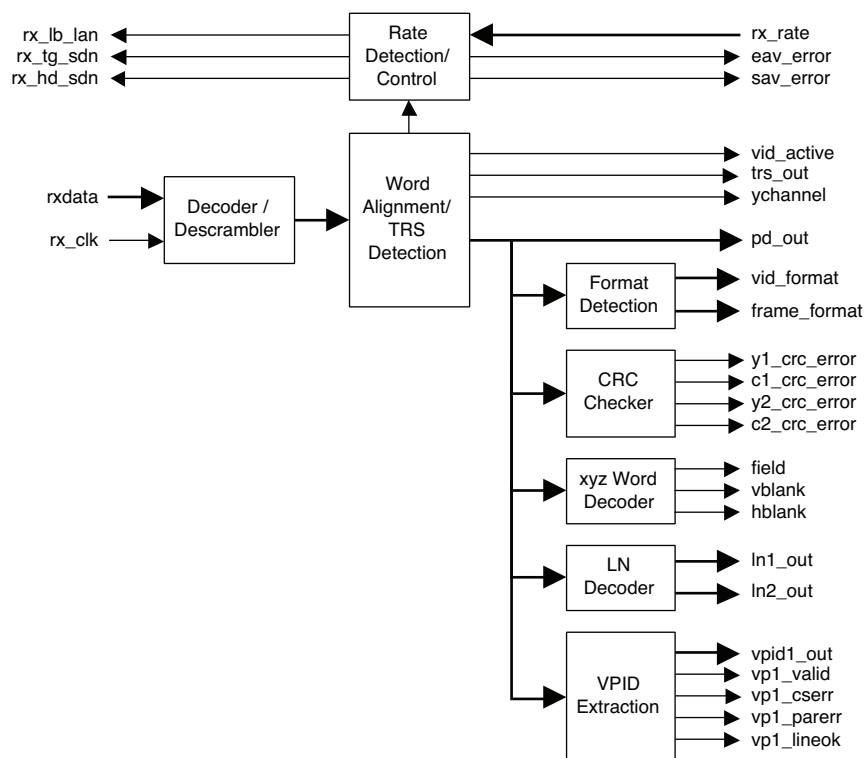 rx_lb_lan
rx_tg_sdn
rx_hd_sdn
Rate
Detection/
Control
rx_rate
eav_error
sav_error
rxdata
rx_clk
Decoder /
Descrambler
Word
Alignment/
TRS
Detection
vid_active
trs_out
ychannel
pd_out
Format
Detection
vid_format
frame_format
CRC
Checker
y1_crc_error
c1_crc_error
y2_crc_error
c2_crc_error
xyz Word
Decoder
field
vblank
hblank
LN
Decoder
ln1_out
ln2_out
VPID
Extraction
vpid1_out
vp1_valid
vp1_cserr
vp1_parerr
vp1_lineok